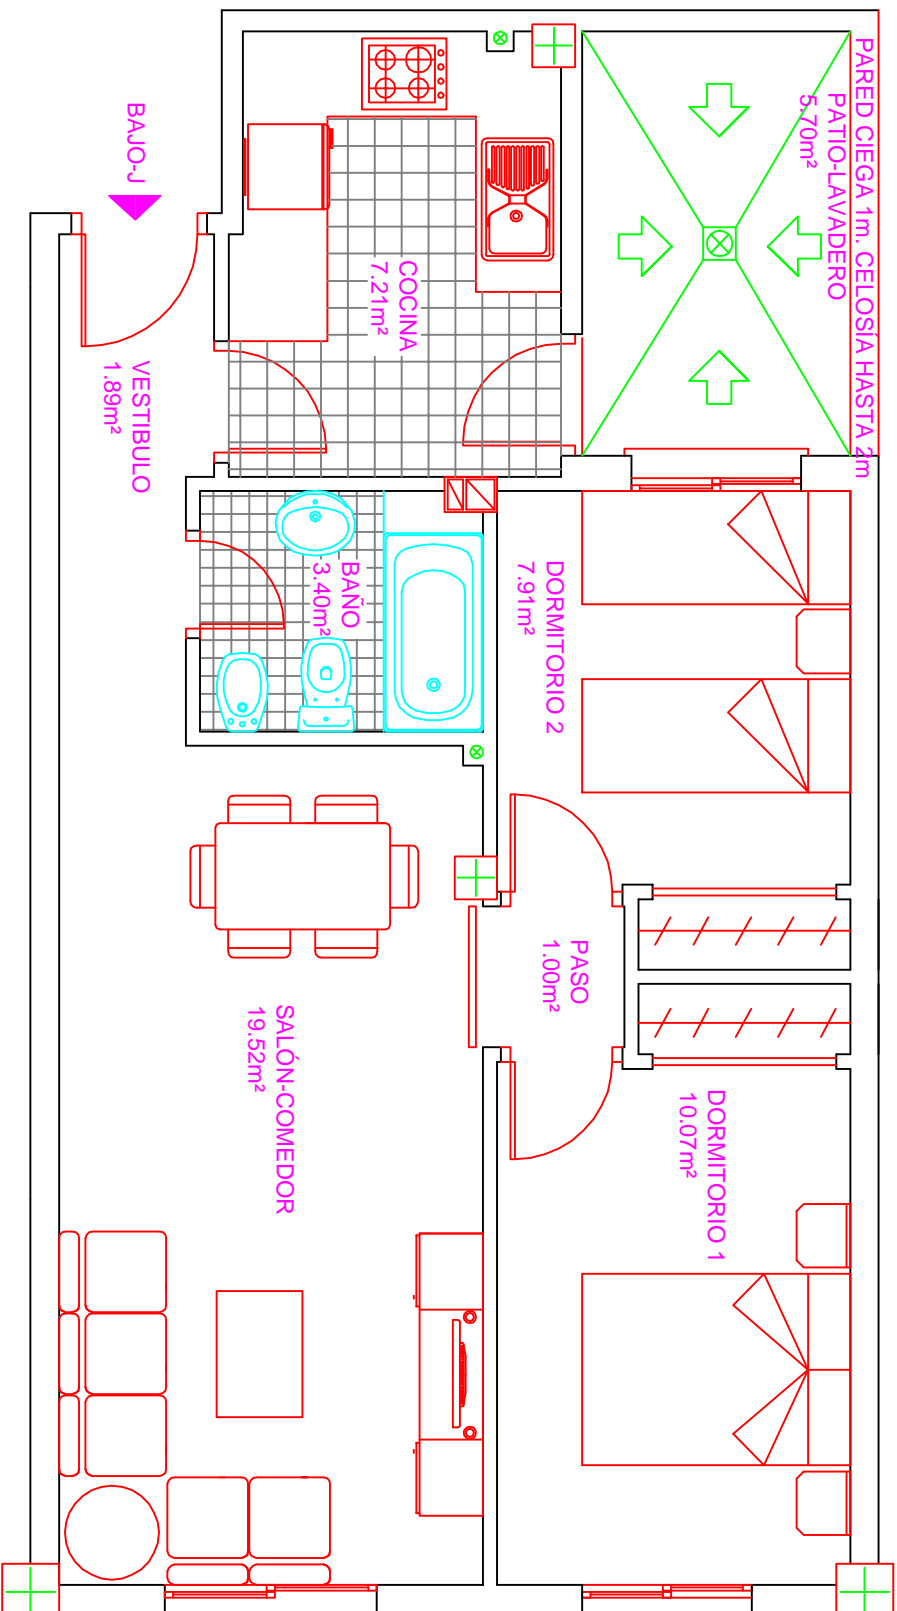 PARED CIEGA 1m. CELOSÍA HASTA 2m
PATIO-LAVADERO
5.70m²
BAJO-J
COCINA
7.21m²
VESTIBULO
1.89m²
BAÑO
3.40m²
DORMITORIO 2
7.91m²
PASO
1.00m²
SALÓN-COMEDOR
19.52m²
DORMITORIO 1
10.07m²